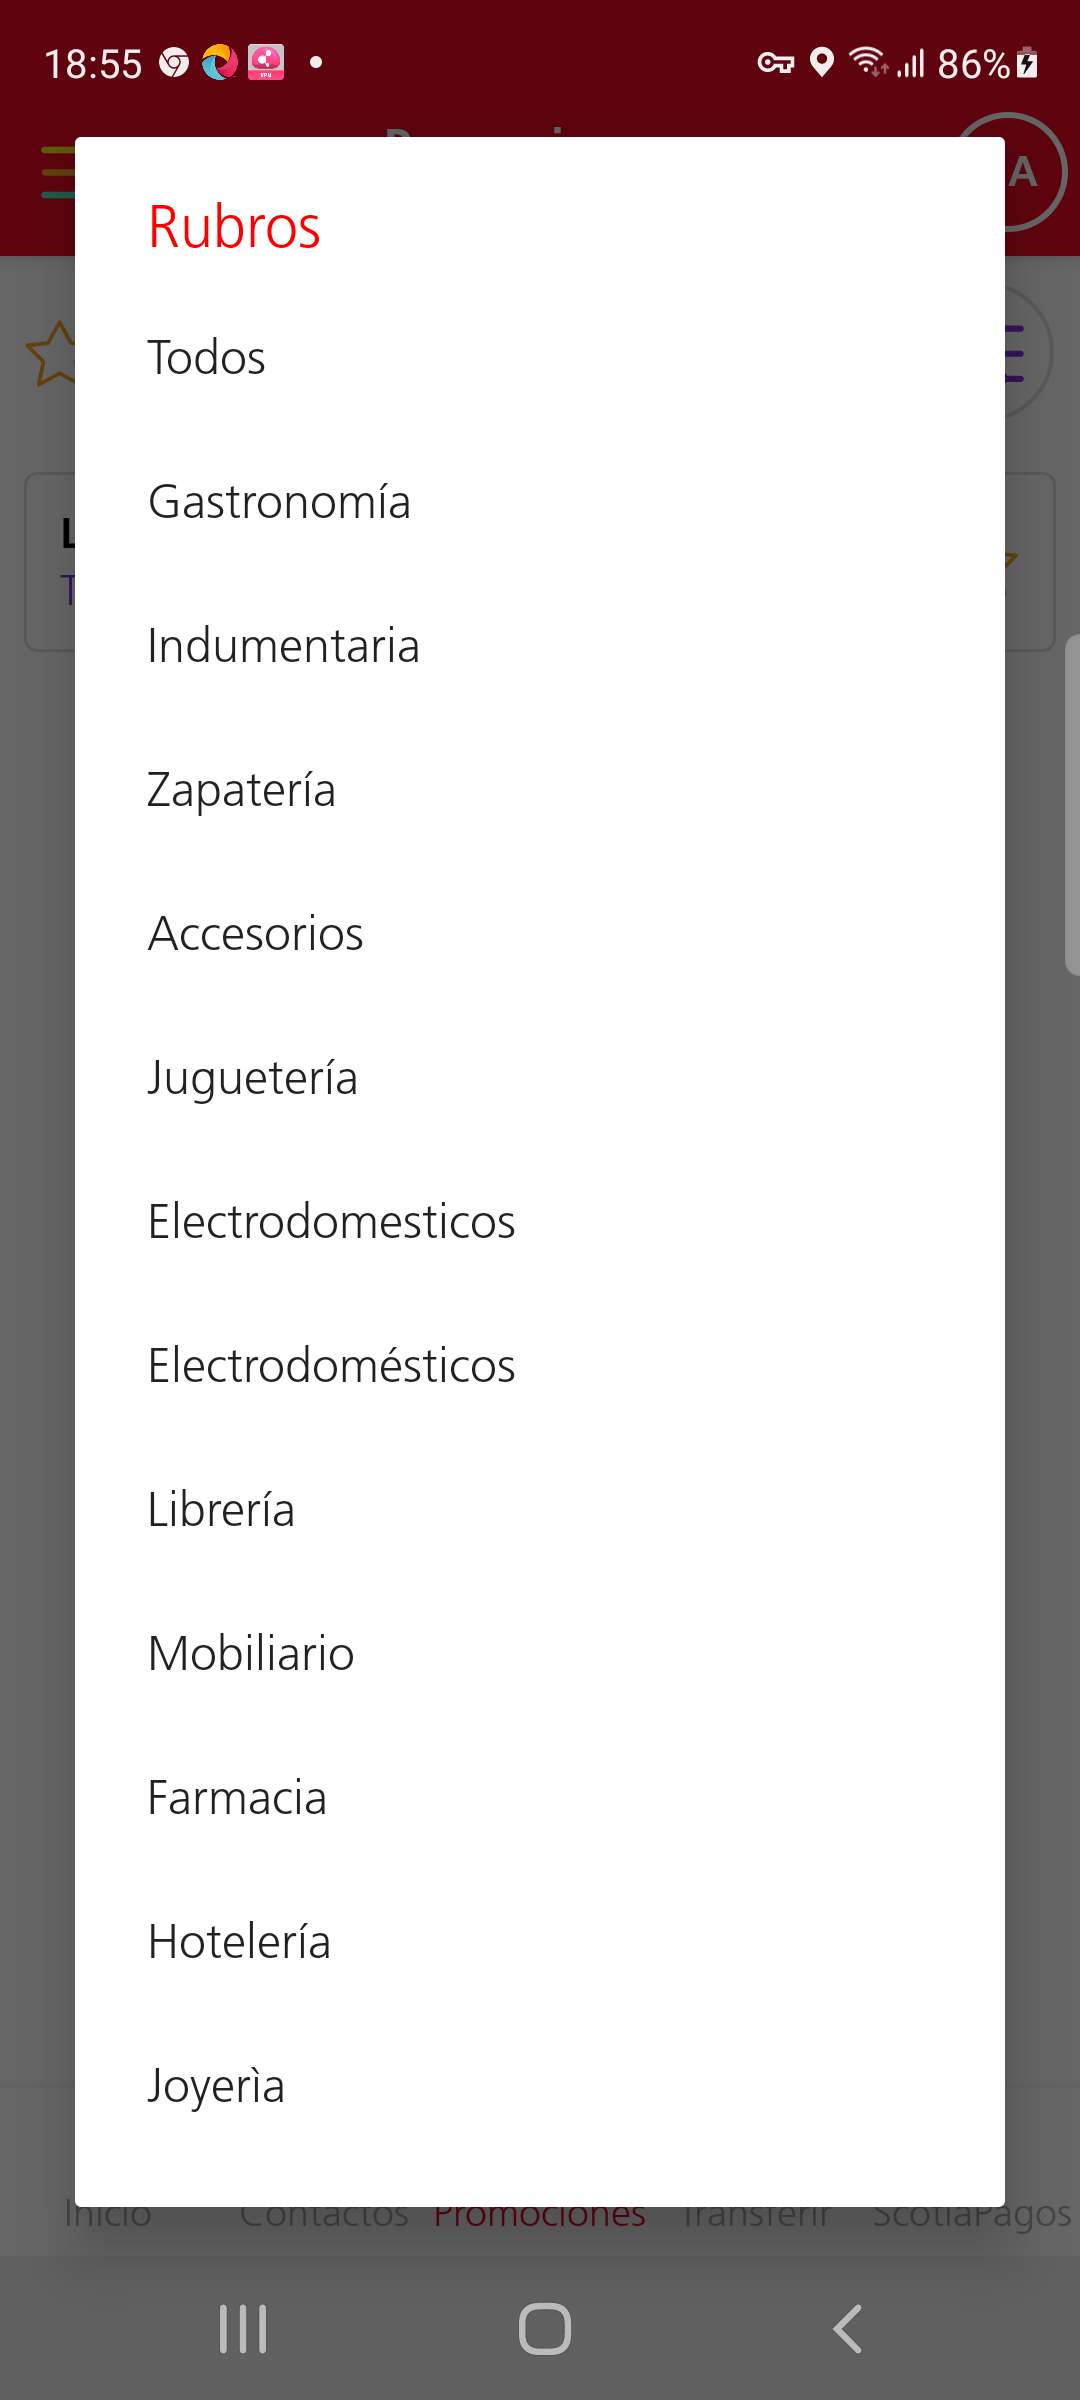 18:55
86%
A
Rubros
Todos
Gastronomía
Indumentaria
Zapatería
Accesorios
Juguetería
Electrodomesticos
Electrodomésticos
Librería
Mobiliario
Farmacia
Hotelería
Joyerìa
Inicio Contactos Promociones Transferir ScotiaPagos